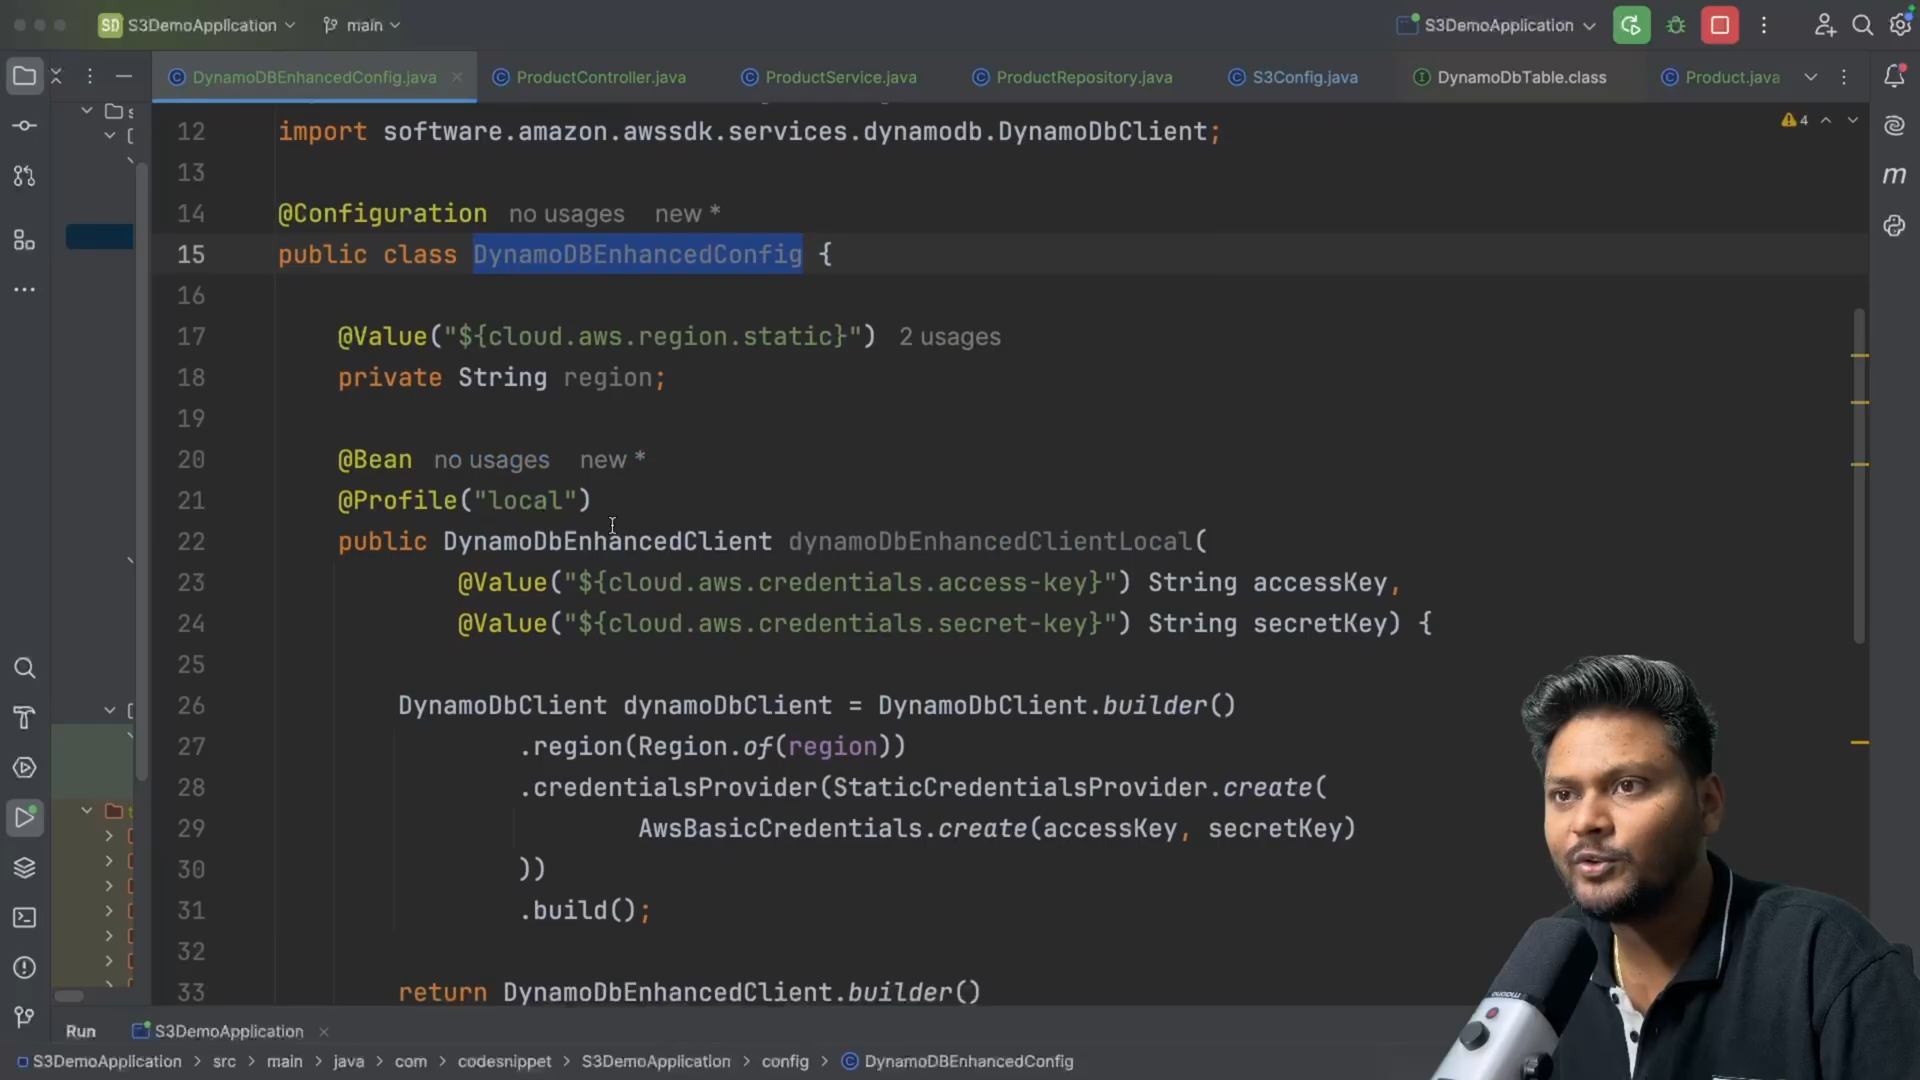 SD S3DemoApplication main S3DemoApplication
DynamoDBEnhancedConfig.java ProductController.java ProductService.java ProductRepository.java S3Config.java DynamoDbTable.class Product.java
12 import software.amazon.awssdk.services.dynamodb.DynamoDbClient; 4
13
14 @Configuration no usages new *
15 public class DynamoDBEnhancedConfig {
16
17 @Value("${cloud.aws.region.static}") 2 usages
18 private String region;
19
20 @Bean no usages new *
21 @Profile("local")
22 public DynamoDbEnhancedClient dynamoDbEnhancedClientLocal(
23 @Value("${cloud.aws.credentials.access-key}") String accessKey,
24 @Value("${cloud.aws.credentials.secret-key}") String secretKey) {
25
26 DynamoDbClient dynamoDbClient = DynamoDbClient.builder()
27 .region(Region.of(region))
28 .credentialsProvider(StaticCredentialsProvider.create(
29 AwsBasicCredentials.create(accessKey, secretKey)
30 ))
31 .build();
32
33 return DynamoDbEnhancedClient.builder()
Run S3DemoApplication
S3DemoApplication > src > main > java > com > codesnippet > S3DemoApplication > config > DynamoDBEnhancedConfig